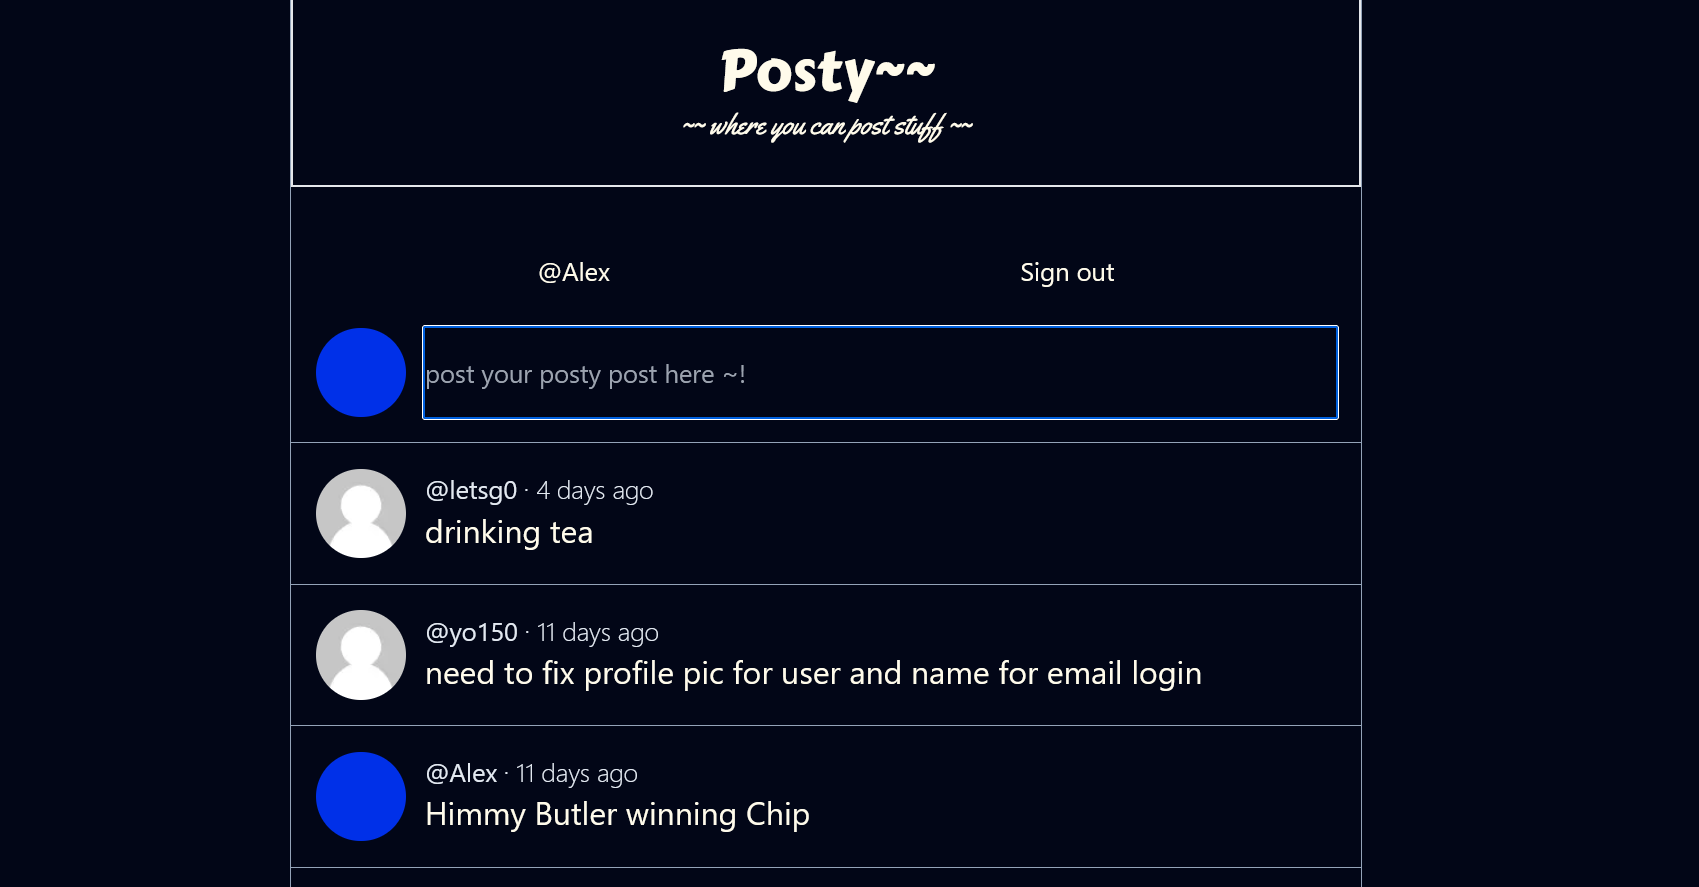 Posty~~
~~ where you can post stuff ~~
@Alex
Sign out
post your posty post here ~!
@letsg0 · 4 days ago
drinking tea
@yo150 · 11 days ago
need to fix profile pic for user and name for email login
@Alex · 11 days ago
Himmy Butler winning Chip